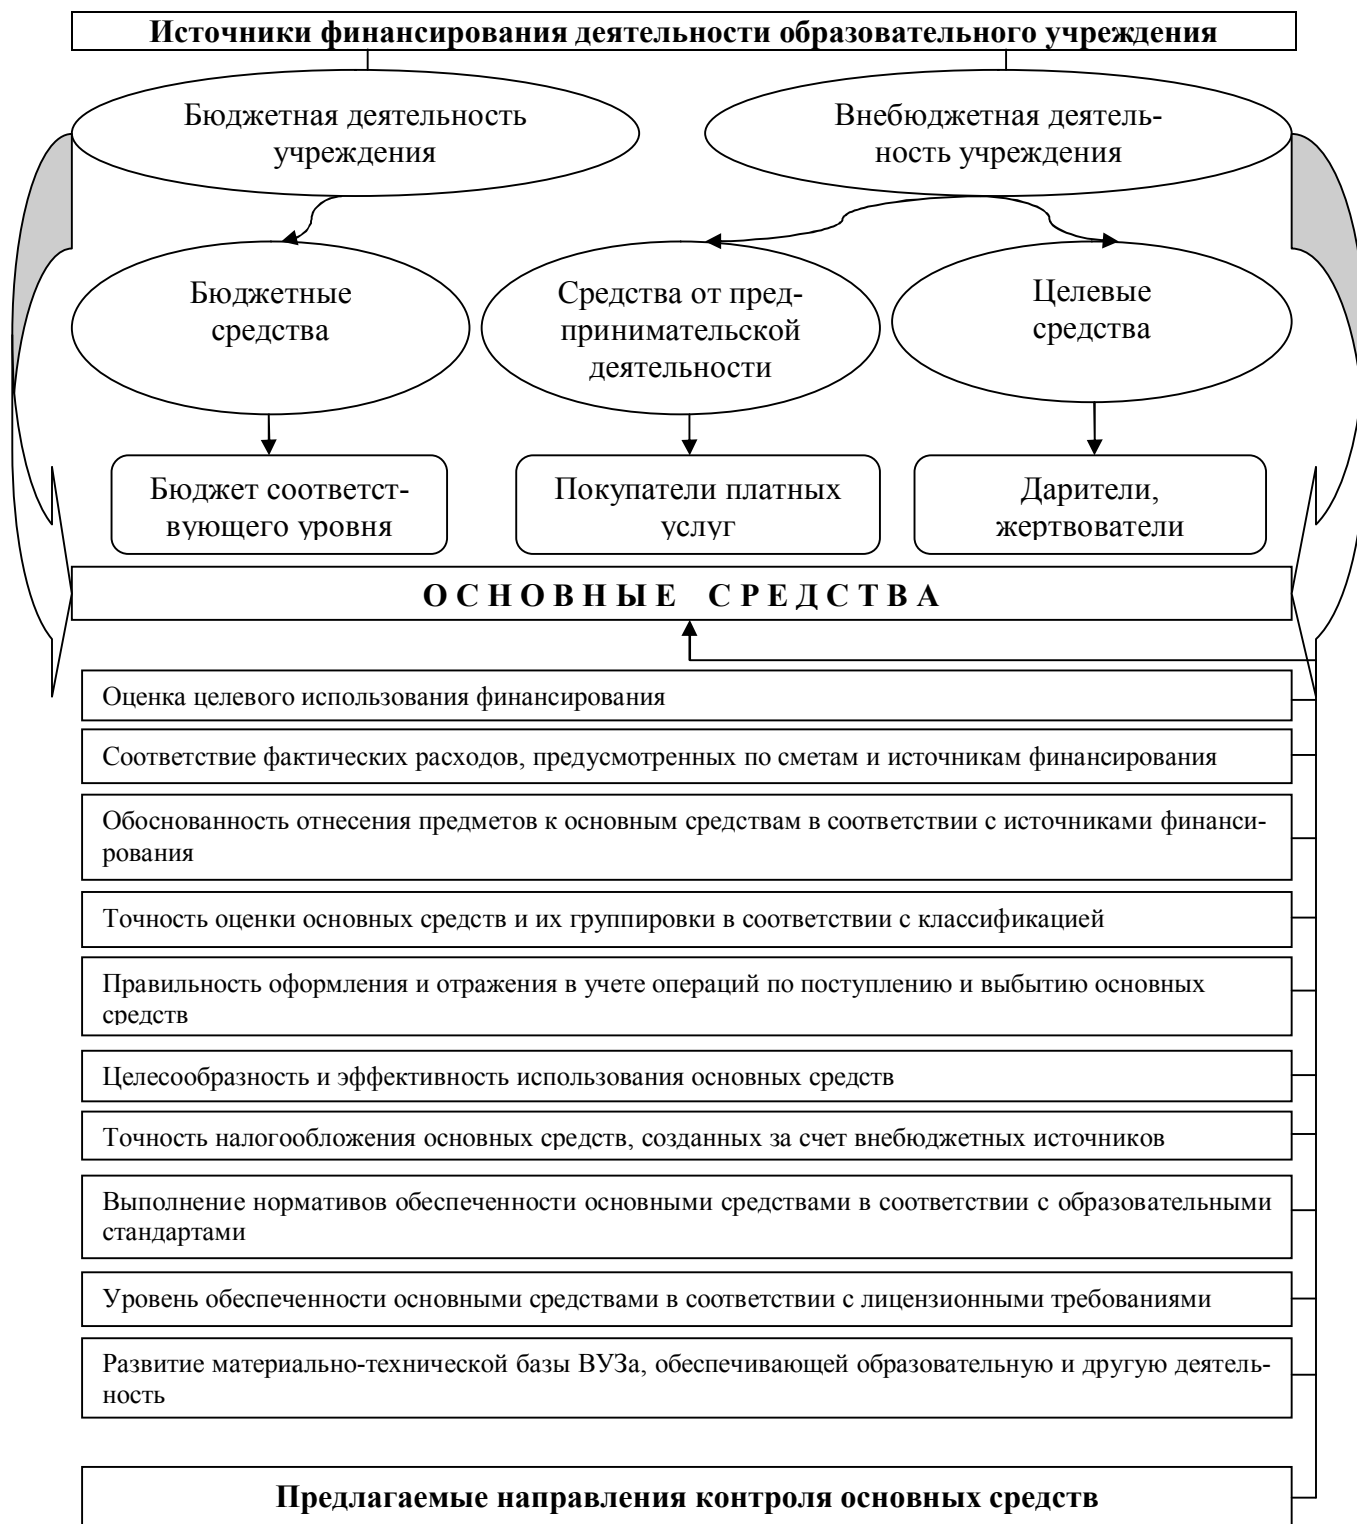 Источники финансирования деятельности образовательного учреждения
Бюджетная деятельность
учреждения
Внебюджетная деятель-
ность учреждения
Бюджетные
средства
Средства от пред-
принимательской
деятельности
Целевые
средства
Бюджет соответст-
вующего уровня
Покупатели платных
услуг
Дарители,
жертвователи
О С Н О В Н Ы Е С Р Е Д С Т В А
Оценка целевого использования финансирования
Соответствие фактических расходов, предусмотренных по сметам и источникам финансирования
Обоснованность отнесения предметов к основным средствам в соответствии с источниками финанси-
рования
Точность оценки основных средств и их группировки в соответствии с классификацией
Правильность оформления и отражения в учете операций по поступлению и выбытию основных
средств
Целесообразность и эффективность использования основных средств
Точность налогообложения основных средств, созданных за счет внебюджетных источников
Выполнение нормативов обеспеченности основными средствами в соответствии с образовательными
стандартами
Уровень обеспеченности основными средствами в соответствии с лицензионными требованиями
Развитие материально-технической базы ВУЗа, обеспечивающей образовательную и другую деятель-
ность
Предлагаемые направления контроля основных средств